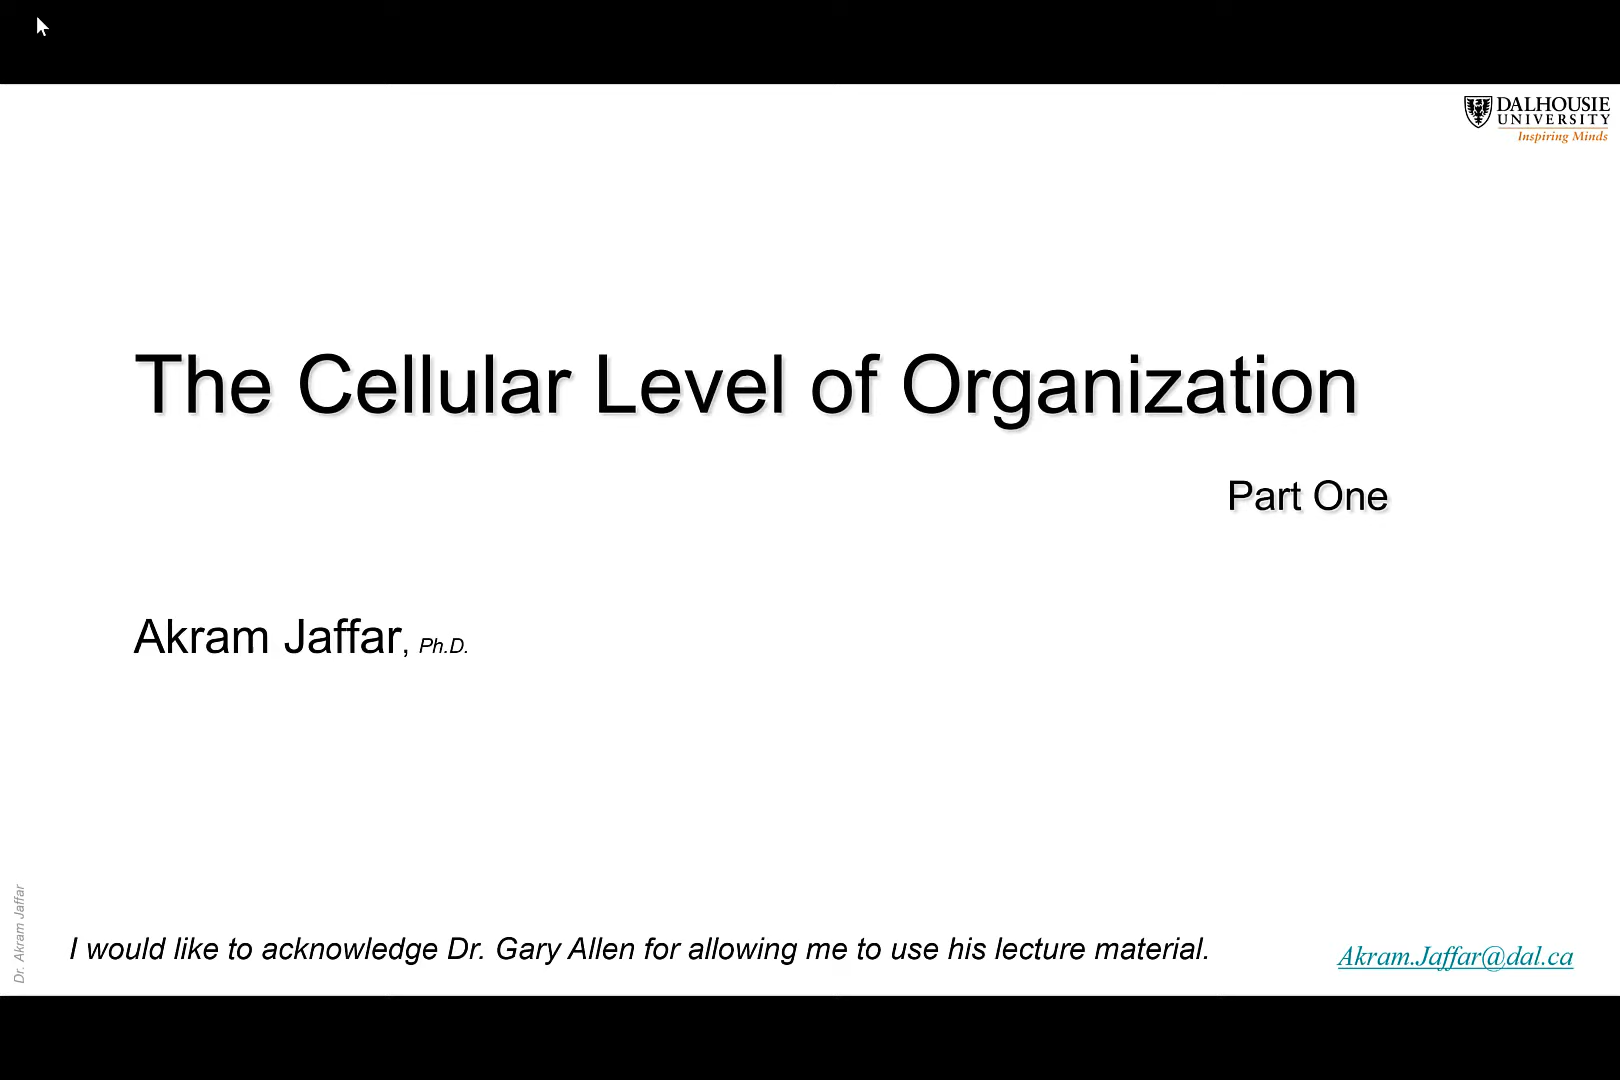 DALHOUSIE
UNIVERSITY
Inspiring Minds
The Cellular Level of Organization
Part One
Akram Jaffar, Ph.D.
Dr. Akram Jaffar
I would like to acknowledge Dr. Gary Allen for allowing me to use his lecture material.
Akram.Jaffar@dal.ca